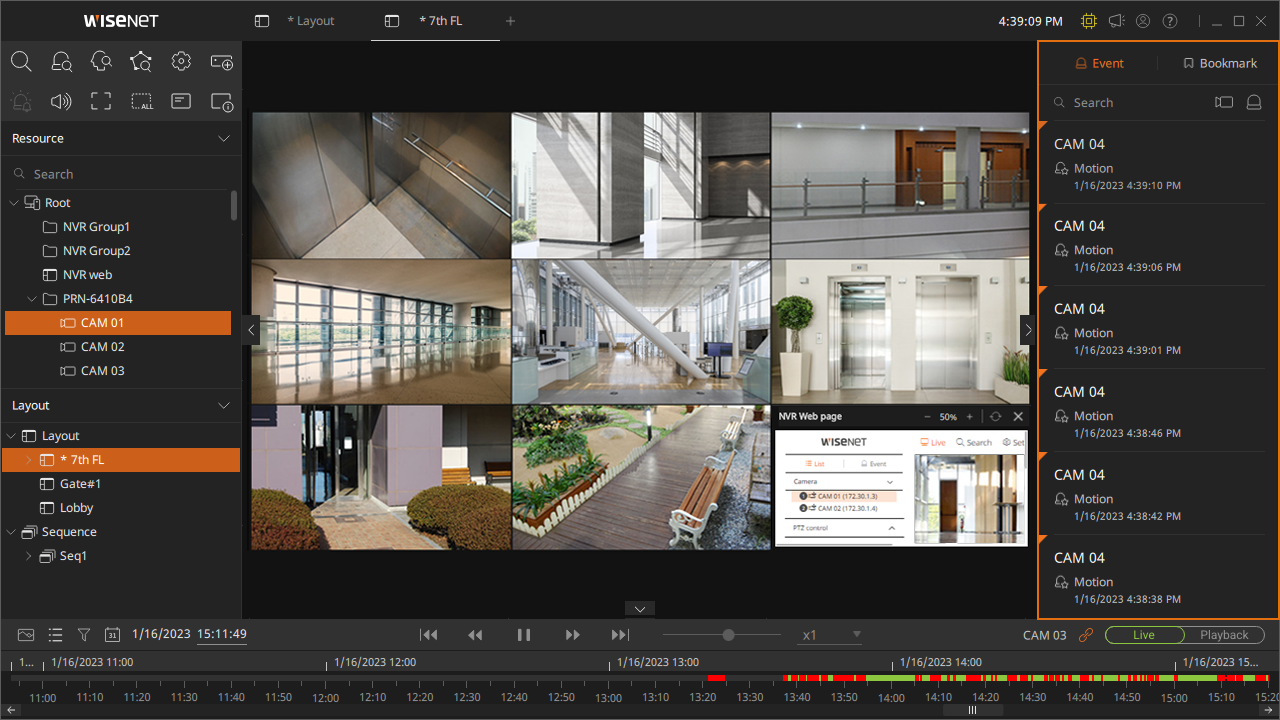 WISENET
* Layout
* 7th FL
4:39:09 PM
ALL
Resource
Search
Root
NVR Group1
NVR Group2
NVR web
PRN-6410B4
CAM 01
CAM 02
CAM 03
Layout
Layout
* 7th FL
Gate#1
Lobby
Sequence
Seq1
NVR Web page
50%
WISENET
Live
Search
Set
List
Event
Camera
1 CAM 01 (172.30.1.3)
2 CAM 02 (172.30.1.4)
PTZ control
Event
Bookmark
Search
CAM 04
Motion
1/16/2023 4:39:10 PM
CAM 04
Motion
1/16/2023 4:39:06 PM
CAM 04
Motion
1/16/2023 4:39:01 PM
CAM 04
Motion
1/16/2023 4:38:46 PM
CAM 04
Motion
1/16/2023 4:38:42 PM
CAM 04
Motion
1/16/2023 4:38:38 PM
31
1/16/2023 15:11:49
x1
CAM 03
Live
Playback
1... 1/16/2023 11:00 1/16/2023 12:00 1/16/2023 13:00 1/16/2023 14:00 1/16/2023 15...
11:00 11:10 11:20 11:30 11:40 11:50 12:00 12:10 12:20 12:30 12:40 12:50 13:00 13:10 13:20 13:30 13:40 13:50 14:00 14:10 14:20 14:30 14:40 14:50 15:00 15:10 15:20